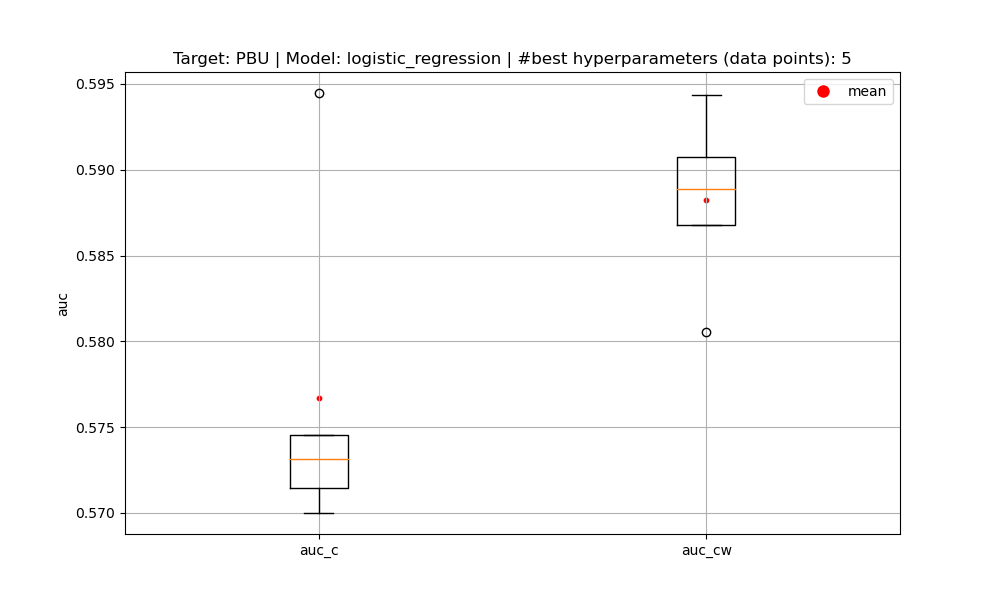 Target: PBU | Model: logistic_regression | #best hyperparameters (data points): 5
mean
0.595
0.590
0.585
0.580
0.575
0.570
auc
auc_c
auc_cw